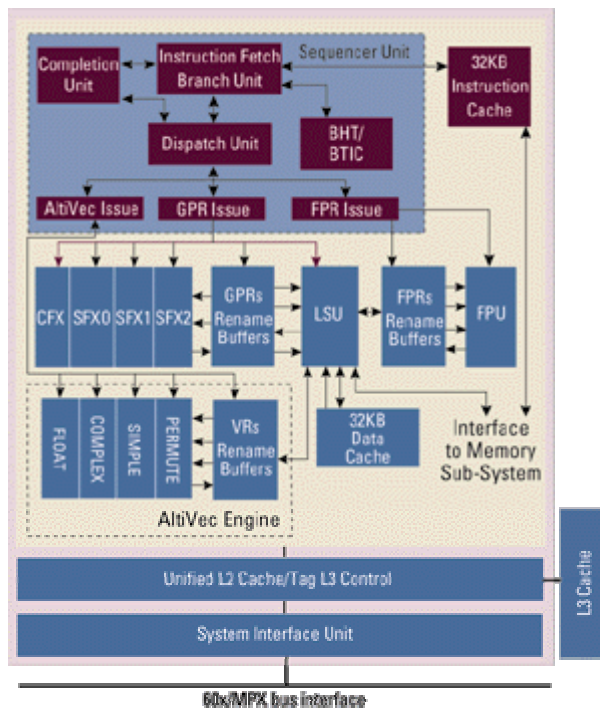 Sequencer Unit
Completion
Unit
Instruction Fetch
Branch Unit
32KB
Instruction
Cache
Dispatch Unit
BHT/
BTIC
AltiVec Issue
GPR Issue
FPR Issue
CFX
SFX0
SFX1
SFX2
GPRs
Rename
Buffers
LSU
FPRs
Rename
Buffers
FPU
FLOAT
COMPLEX
SIMPLE
PERMUTE
VRs
Rename
Buffers
32KB
Data
Cache
Interface
to Memory
Sub-System
AltiVec Engine
Unified L2 Cache/Tag L3 Control
L3 Cache
System Interface Unit
60x/MPX bus interface